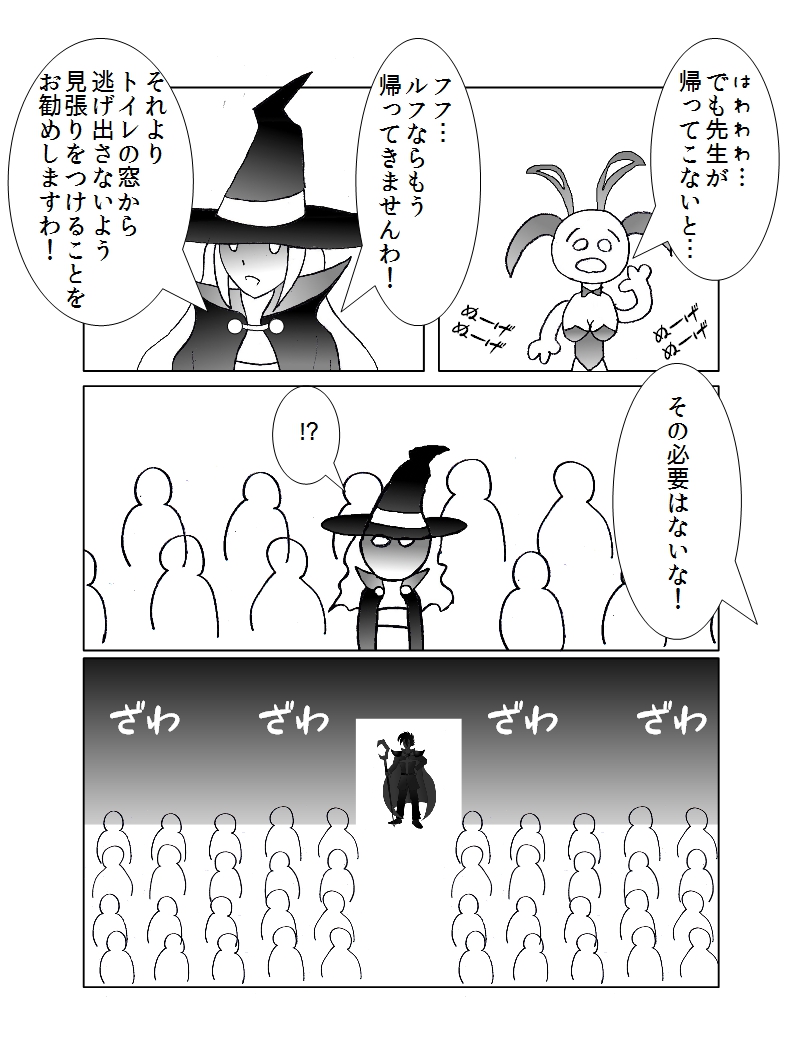 はわわわ…
でも先生が
帰ってこないと…
ぬーげ
ぬーげ
ぬーげ
ぬーげ
フフ…
ルフならもう
帰ってきませんわ！
それより
トイレの窓から
逃げ出さないよう
見張りをつけることを
お勧めしますわ！
その必要はないな！
!?
ざわ
ざわ
ざわ
ざわ